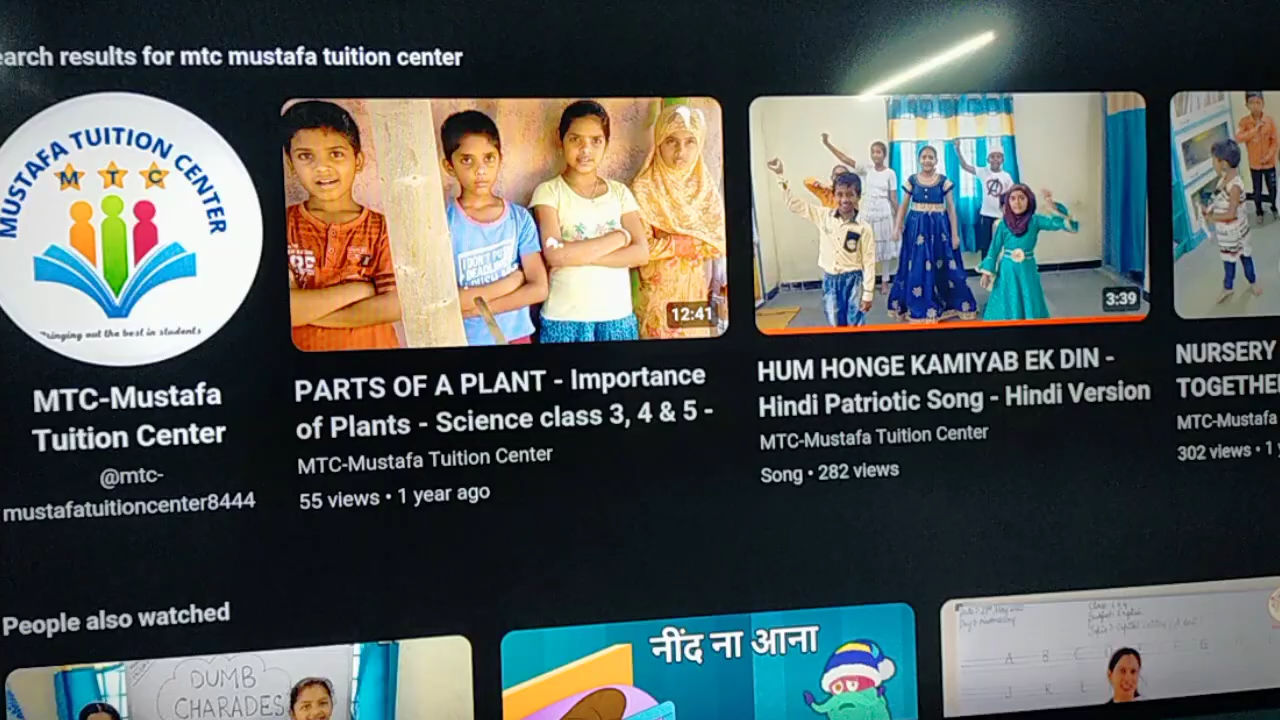 earch results for mtc mustafa tuition center
MUSTAFA TUITION CENTER
M T C
Bringing out the best in students
MTC-Mustafa
Tuition Center
@mtc-
mustafatuitioncenter8444
12:41
PARTS OF A PLANT - Importance
of Plants - Science class 3, 4 & 5 -
MTC-Mustafa Tuition Center
55 views • 1 year ago
3:39
HUM HONGE KAMIYAB EK DIN -
Hindi Patriotic Song - Hindi Version
MTC-Mustafa Tuition Center
Song • 282 views
NURSERY
TOGETHE
MTC-Mustafa
302 views • 1
People also watched
DUMB
CHARADES
नींद ना आना
A B C
G
J K L